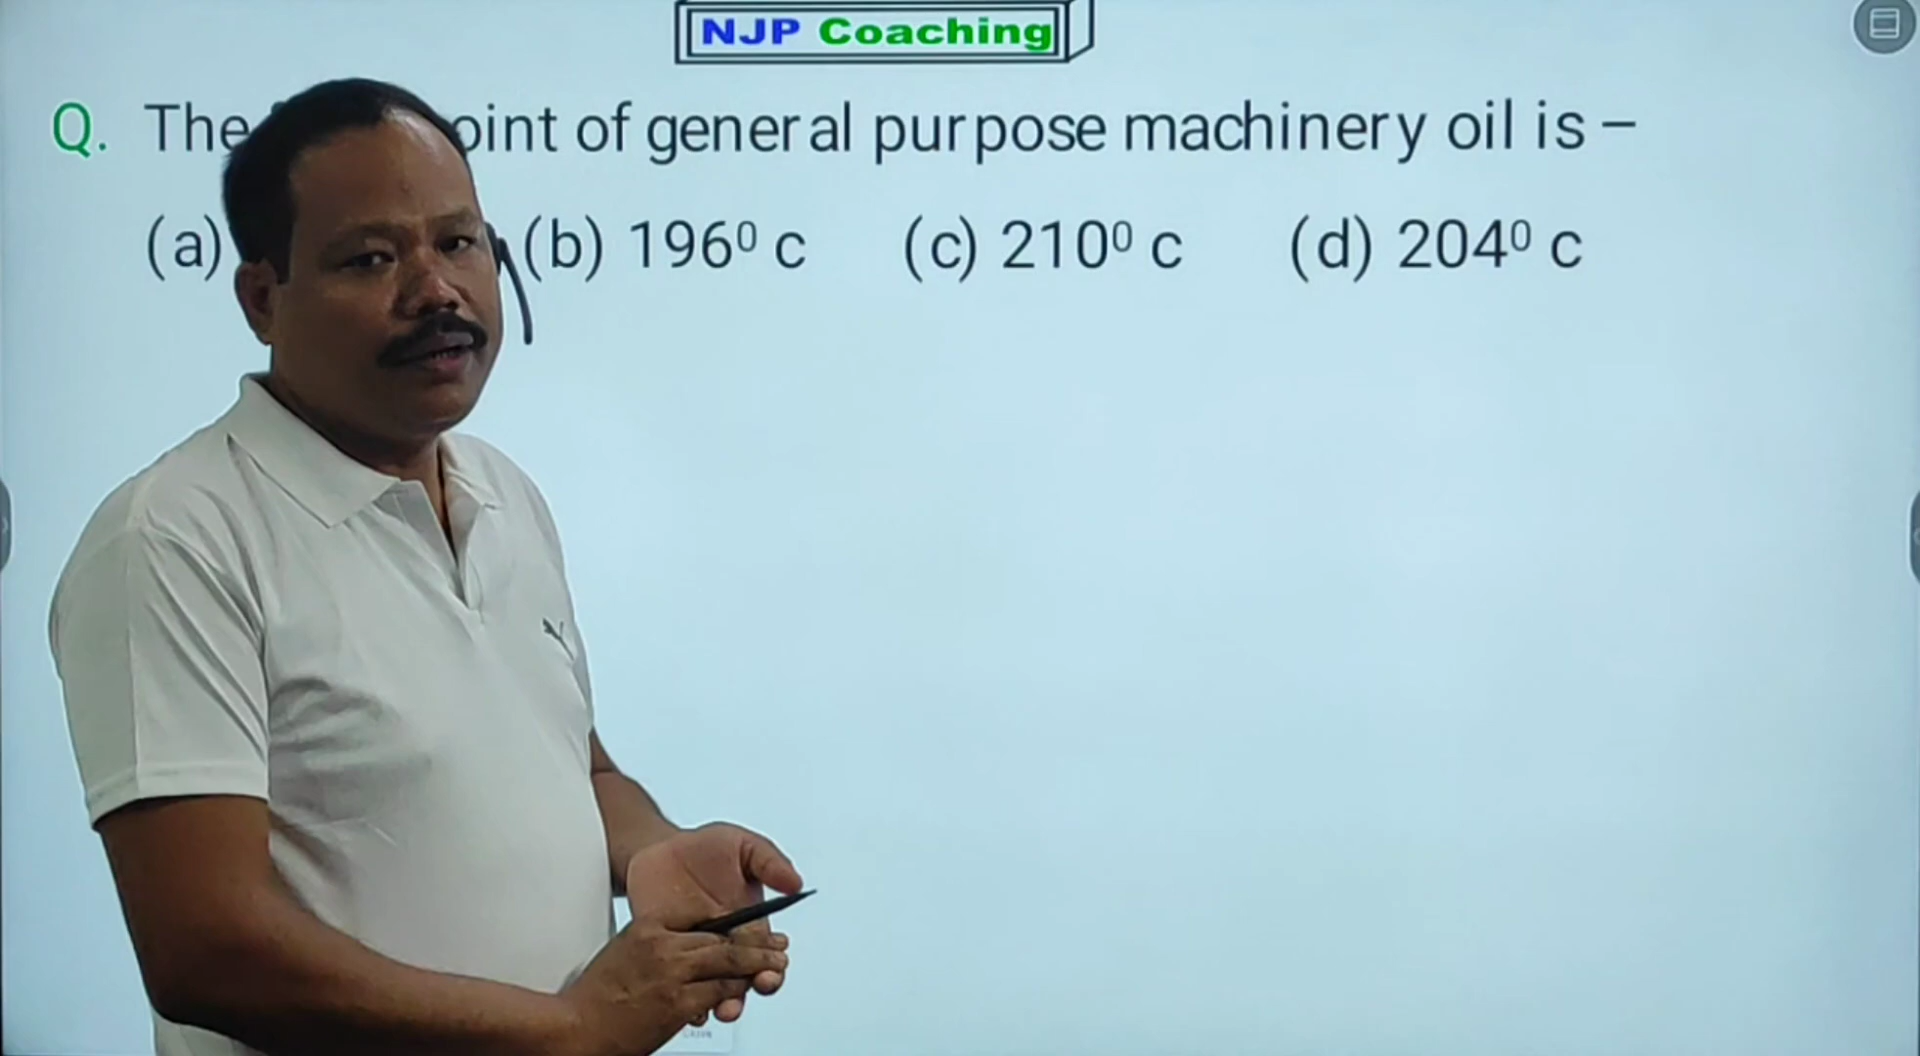 NJP Coaching
Q. The oint of general purpose machinery oil is –
(a) (b) 196⁰ c (c) 210⁰ c (d) 204⁰ c